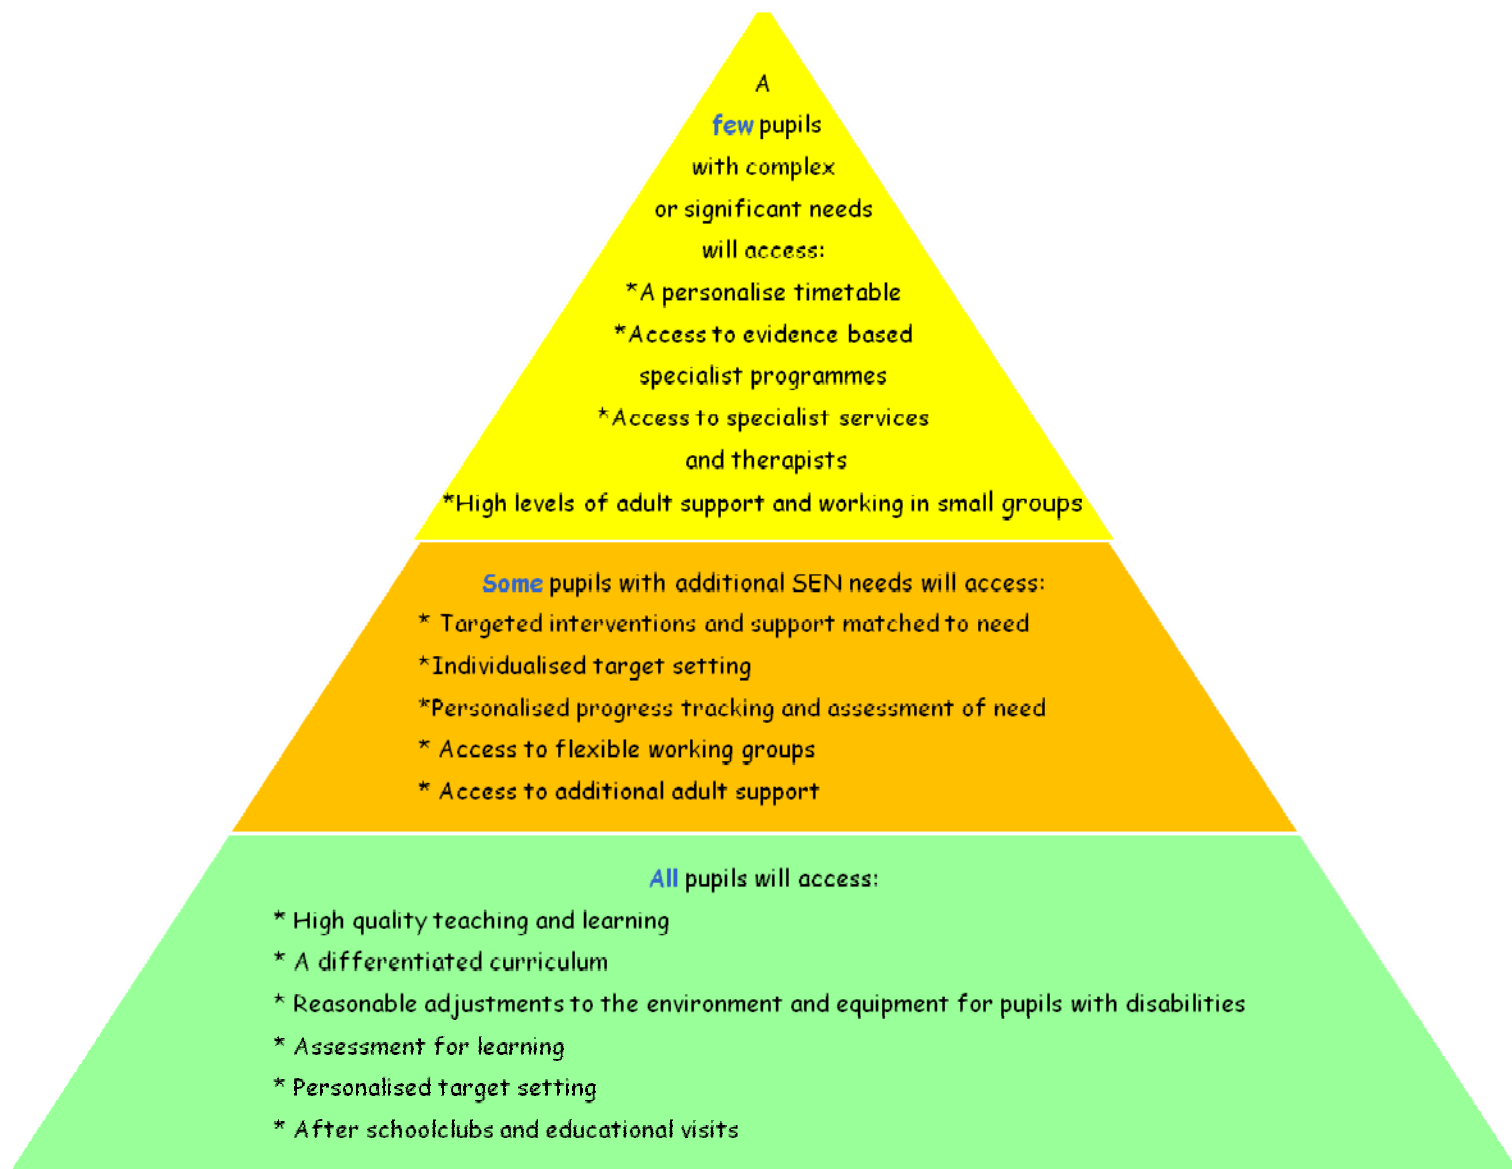 A
few pupils
with complex
or significant needs
will access:
*A personalise timetable
*Access to evidence based
specialist programmes
*Access to specialist services
and therapists
*High levels of adult support and working in small groups
Some pupils with additional SEN needs will access:
* Targeted interventions and support matched to need
*Individualised target setting
*Personalised progress tracking and assessment of need
* Access to flexible working groups
* Access to additional adult support
All pupils will access:
* High quality teaching and learning
* A differentiated curriculum
* Reasonable adjustments to the environment and equipment for pupils with disabilities
* Assessment for learning
* Personalised target setting
* After schoolclubs and educational visits